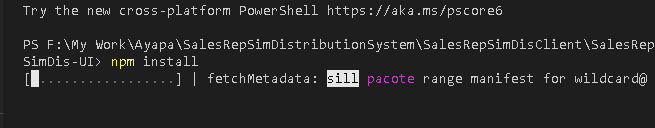 Try the new cross-platform PowerShell https://aka.ms/pscore6
PS F:\My Work\Ayapa\SalesRepSimDistributionSystem\SalesRepSimDisClient\SalesRep
SimDis-UI> npm install
[ .................] | fetchMetadata: sill pacote range manifest for wildcard@